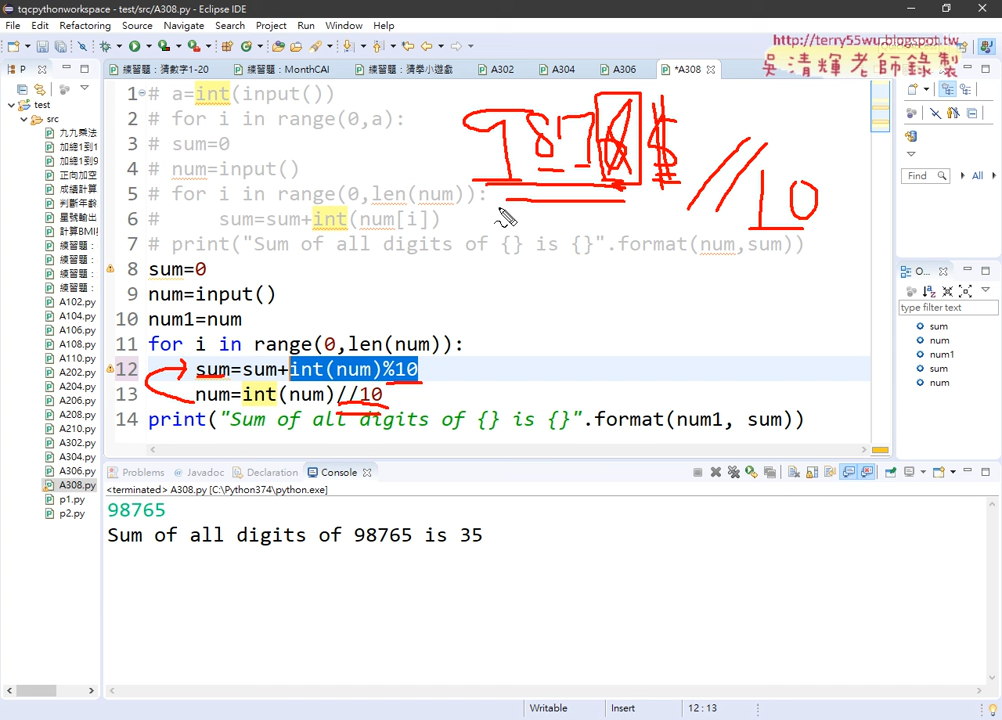 tqcpythonworkspace - test/src/A308.py - Eclipse IDE
File Edit Refactoring Source Navigate Search Project Run Window Help
http://terry55wu.blogspot.tw
吳清輝老師錄製
P
練習題：猜數字1-20
練習題：MonthCAI
練習題：猜拳小遊戲
A302
A304
A306
*A308
test
src
九九乘法
加總1到1
加總1到9
正向加空
成績計算
判斷年齡
星號輸出
計算BMI
練習題：
練習題：
練習題：
練習題：
A102.py
A104.py
A106.py
A108.py
A110.py
A202.py
A204.py
A206.py
A208.py
A210.py
A302.py
A304.py
A306.py
A308.py
p1.py
p2.py
1 # a=int(input())
2 # for i in range(0,a):
3 # sum=0
4 # num=input()
5 # for i in range(0,len(num)):
6 # sum=sum+int(num[i])
7 # print("Sum of all digits of {} is {}".format(num,sum))
8 sum=0
9 num=input()
10 num1=num
11 for i in range(0,len(num)):
12 sum=sum+int(num)%10
13 num=int(num)//10
14 print("Sum of all digits of {} is {}".format(num1, sum))
987
//10
Find
All
O
type filter text
sum
num
num1
sum
num
Problems Javadoc Declaration Console
<terminated> A308.py [C:\Python374\python.exe]
98765
Sum of all digits of 98765 is 35
Writable Insert 12 : 13